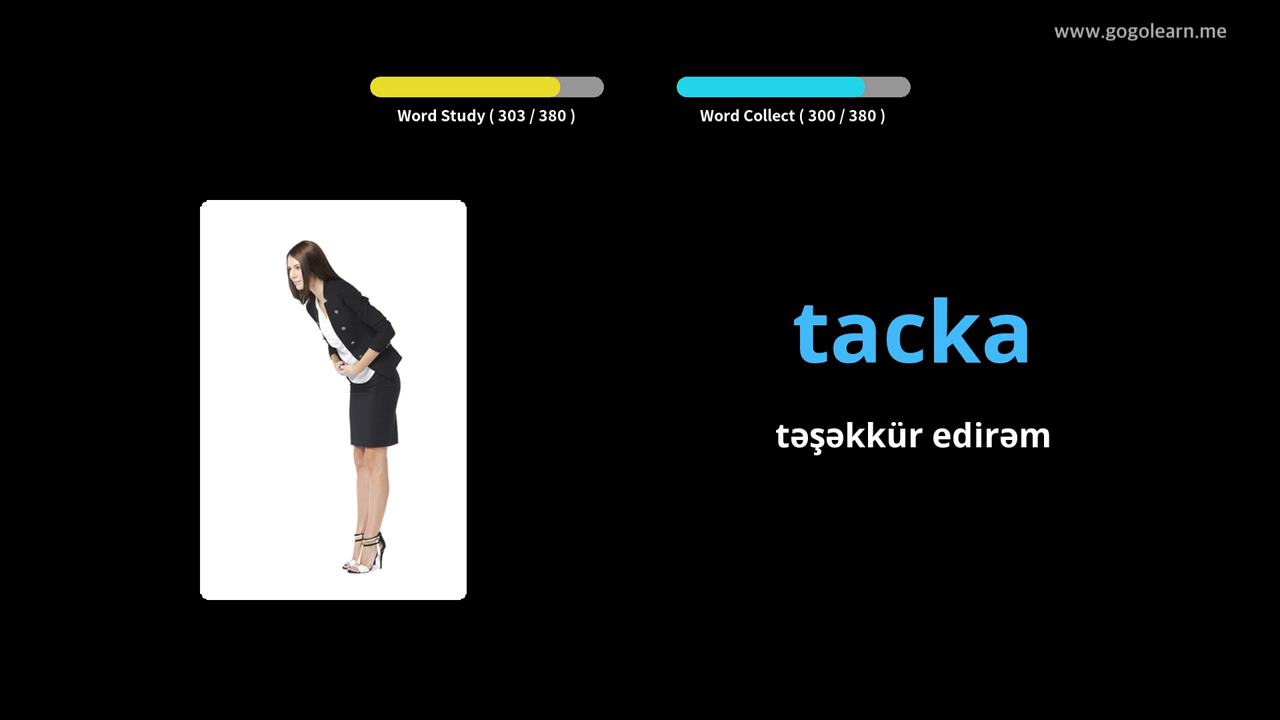 www.gogolearn.me
Word Study ( 303 / 380 )
Word Collect ( 300 / 380 )
tacka
təşəkkür edirəm